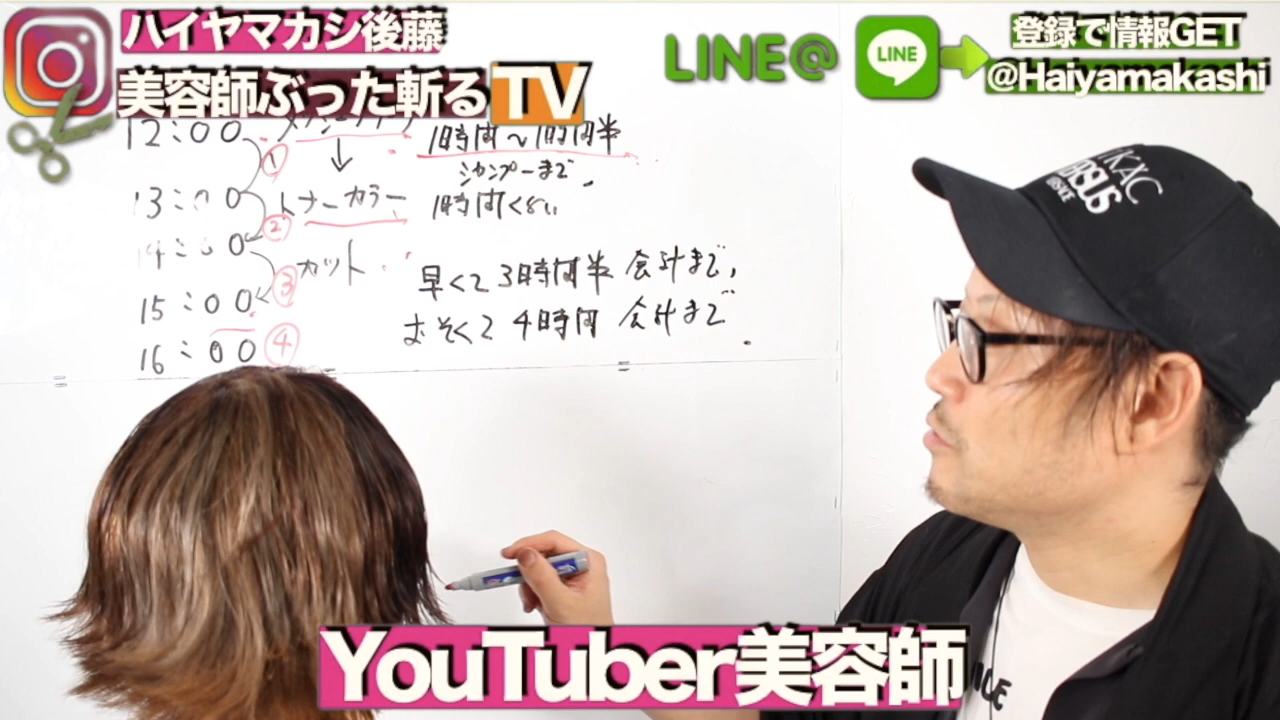 ハイヤマカシ後藤
美容師ぶった斬るTV
LINE@
LINE
登録で情報GET
@Haiyamakashi
12:00
① 1時間〜1時間半
シャンプーまで
13:00 トナーカラー 1時間くらい
②
14:00 カット
③
15:00
16:00 ④
早くて3時間半 会計まで
おそくて4時間 会計まで
YouTuber美容師